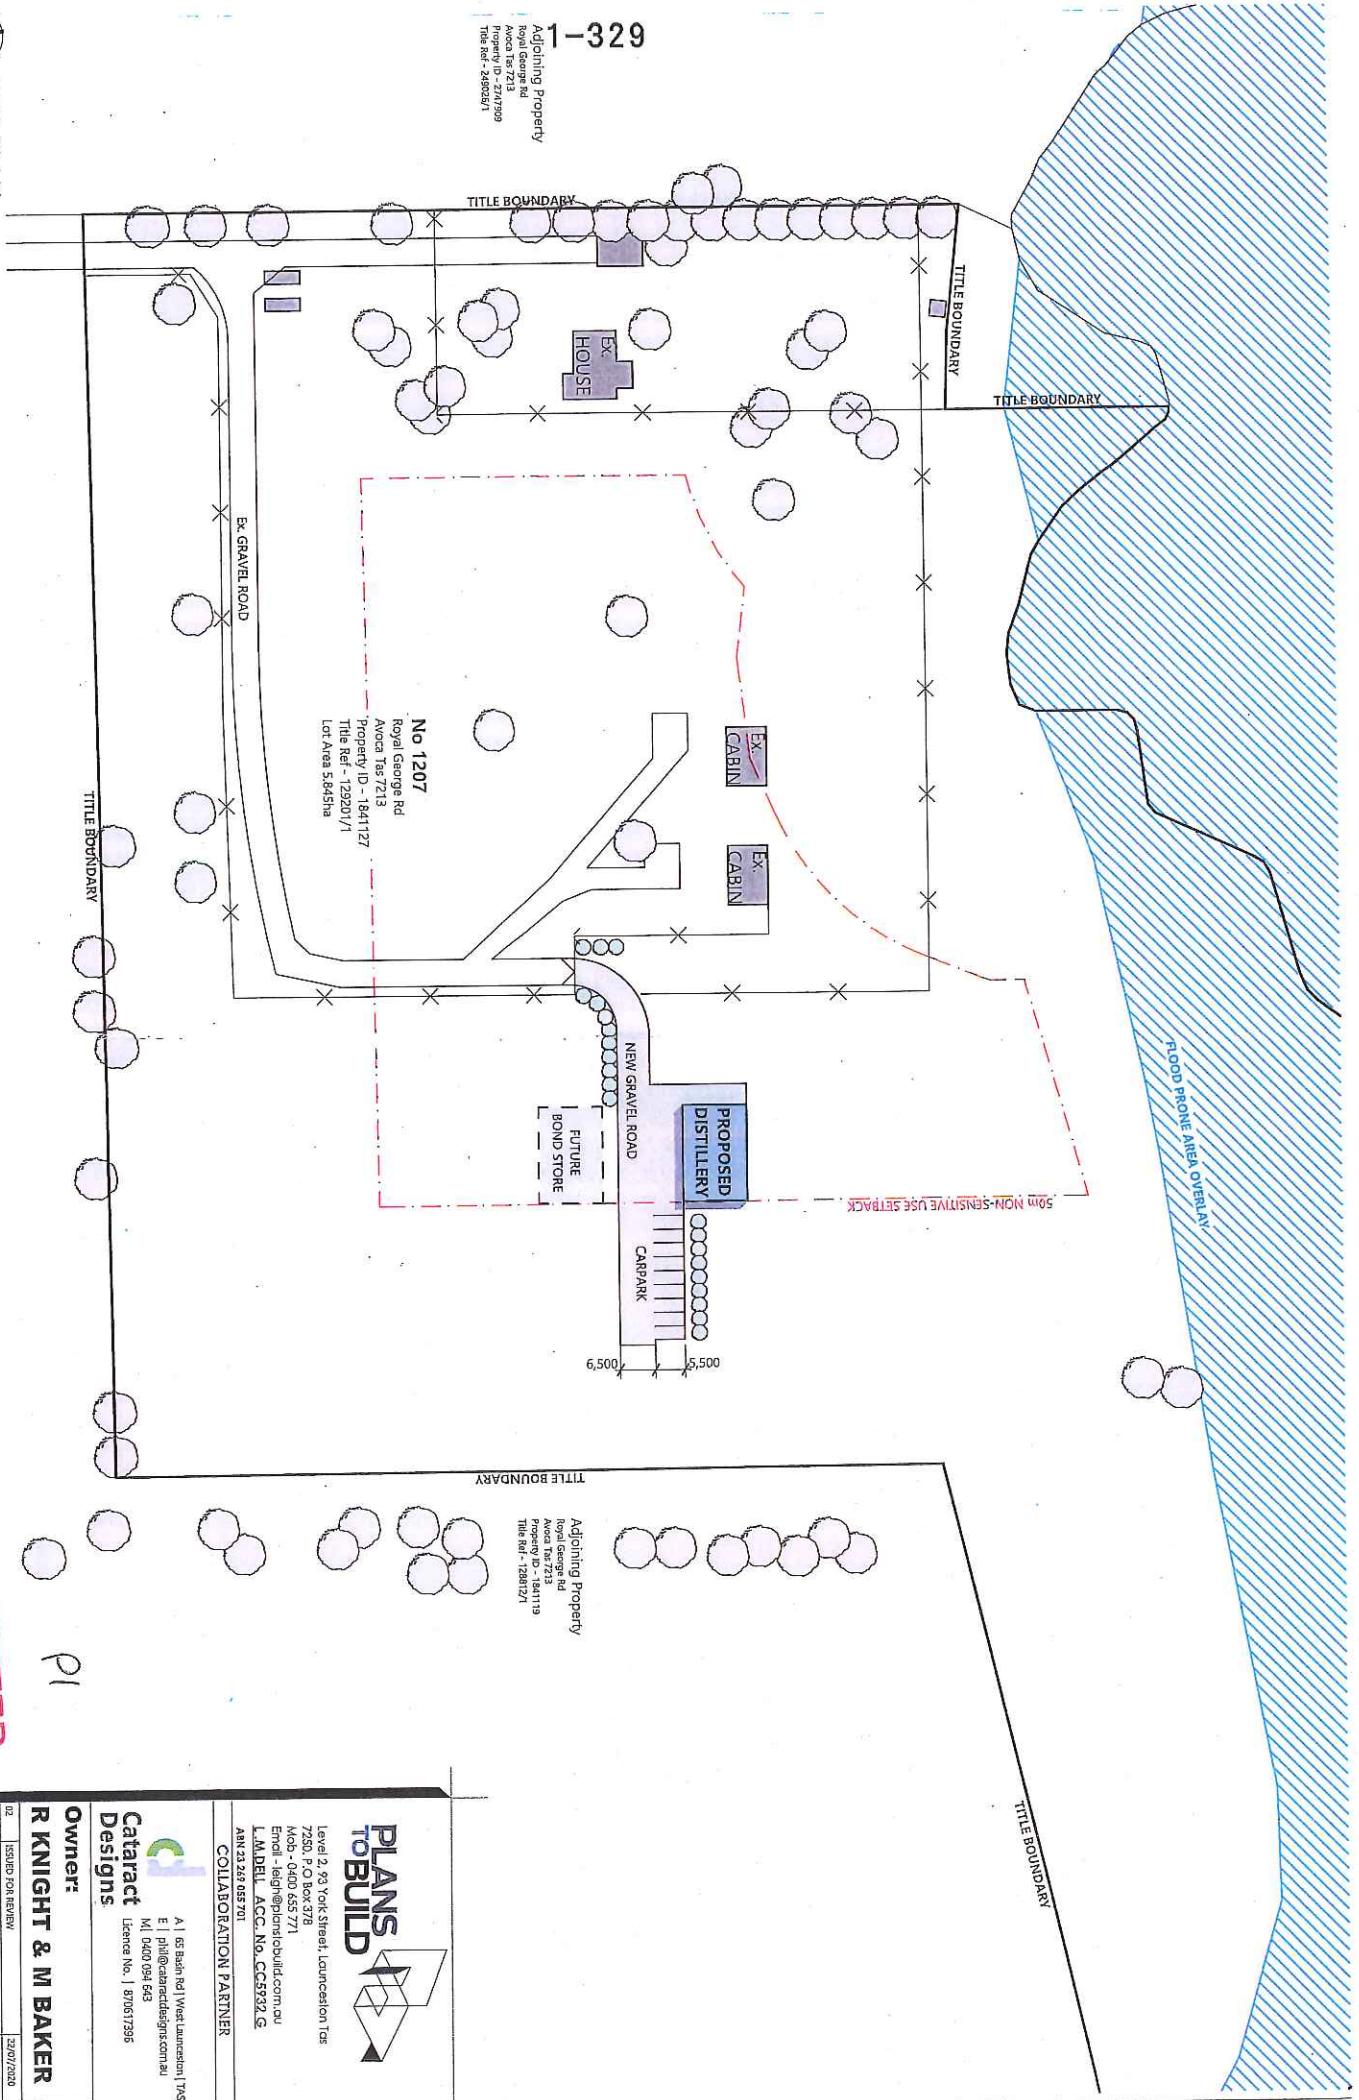 1-329
Adjoining Property
Royal George Rd
Avoca Tas 7213
Property ID - 2747909
Title Ref - 249026/1
TITLE BOUNDARY
TITLE BOUNDARY
TITLE BOUNDARY
Ex.
HOUSE
Ex. GRAVEL ROAD
No 1207
Royal George Rd
Avoca Tas 7213
Property ID - 1841127
Title Ref - 129201/1
Lot Area 5.845ha
EX.
CABIN
EX.
CABIN
TITLE BOUNDARY
NEW GRAVEL ROAD
PROPOSED
DISTILLERY
FUTURE
BOND STORE
CARPARK
50m NON-SENSITIVE USE SETBACK
FLOOD PRONE AREA OVERLAY
6,500
5,500
TITLE BOUNDARY
Adjoining Property
Royal George Rd
Avoca Tas 7213
Property ID - 1841119
Title Ref - 128812/1
TITLE BOUNDARY
P1
PLANS
TO BUILD
Level 2, 93 York Street, Launceston Tas
7250. P.O Box 378
Mob - 0400 655 771
Email - leigh@planstobuild.com.au
L.M.DELL ACC. No. CC5932 G
ABN 23 269 055 701
COLLABORATION PARTNER
Cataract
Designs
A | 65 Basin Rd | West Launceston | TAS
E | phil@cataractdesigns.com.au
M| 0400 094 643
Licence No. | 870617396
Owner:
R KNIGHT & M BAKER
02 ISSUED FOR REVIEW 22/07/2020